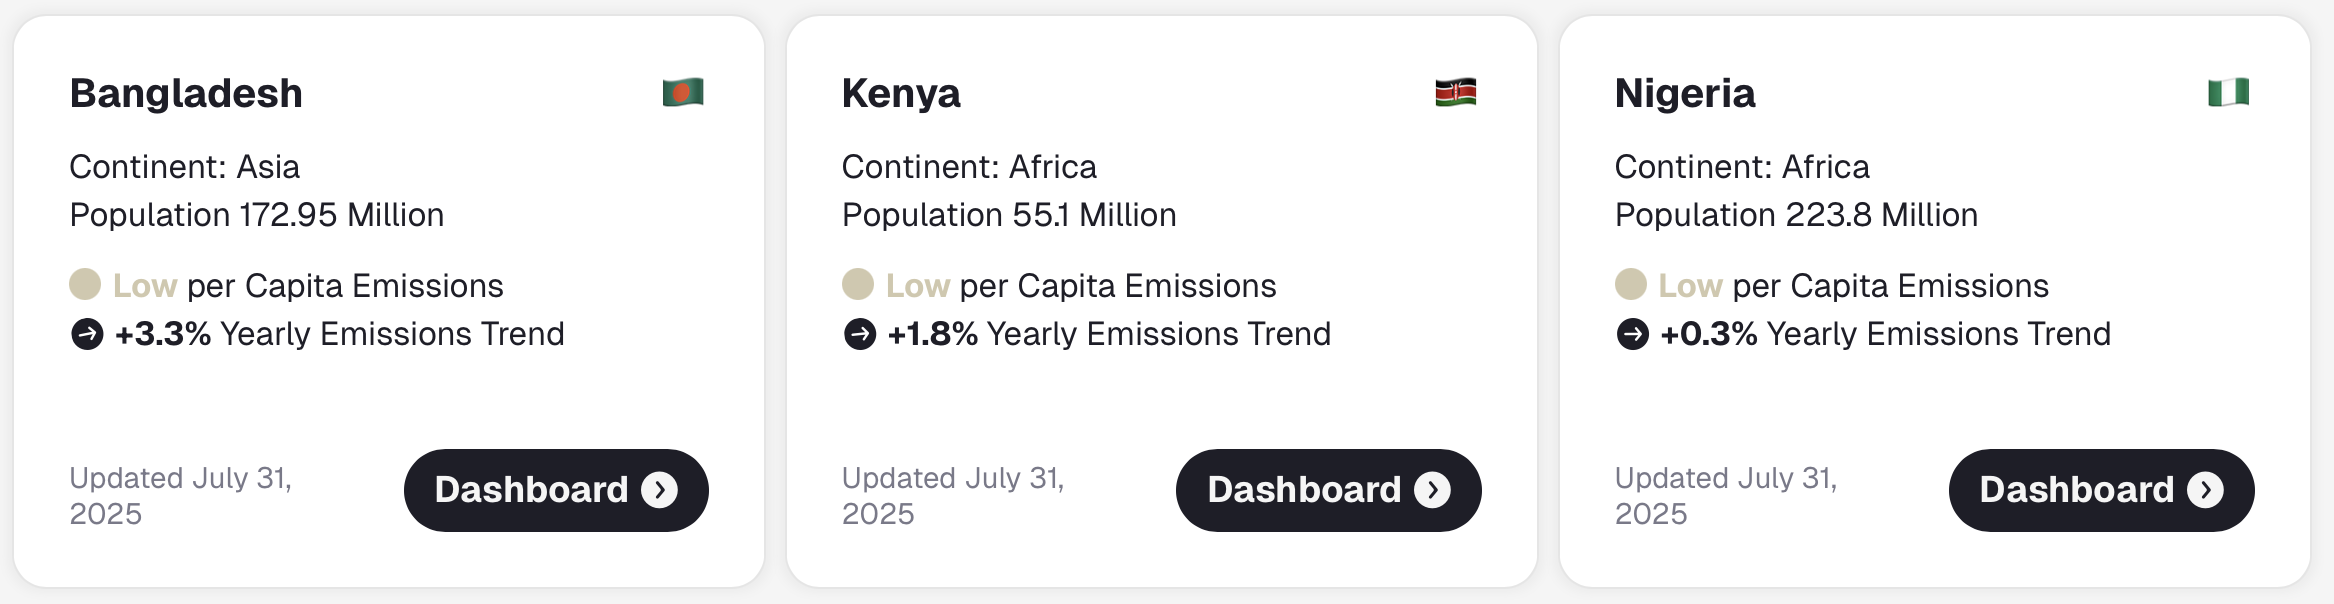 Bangladesh
Continent: Asia
Population 172.95 Million
Low per Capita Emissions
+3.3% Yearly Emissions Trend
Updated July 31,
2025
Dashboard
Kenya
Continent: Africa
Population 55.1 Million
Low per Capita Emissions
+1.8% Yearly Emissions Trend
Updated July 31,
2025
Dashboard
Nigeria
Continent: Africa
Population 223.8 Million
Low per Capita Emissions
+0.3% Yearly Emissions Trend
Updated July 31,
2025
Dashboard